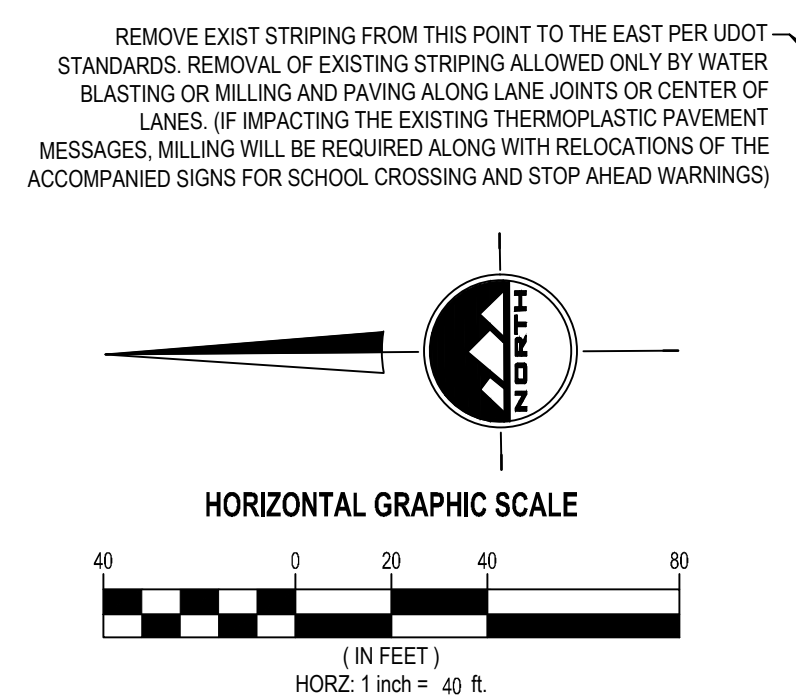 REMOVE EXIST STRIPING FROM THIS POINT TO THE EAST PER UDOT
STANDARDS. REMOVAL OF EXISTING STRIPING ALLOWED ONLY BY WATER
BLASTING OR MILLING AND PAVING ALONG LANE JOINTS OR CENTER OF
LANES. (IF IMPACTING THE EXISTING THERMOPLASTIC PAVEMENT
MESSAGES, MILLING WILL BE REQUIRED ALONG WITH RELOCATIONS OF THE
ACCOMPANIED SIGNS FOR SCHOOL CROSSING AND STOP AHEAD WARNINGS)
NORTH
HORIZONTAL GRAPHIC SCALE
40 0 20 40 80
( IN FEET )
HORZ: 1 inch = 40 ft.